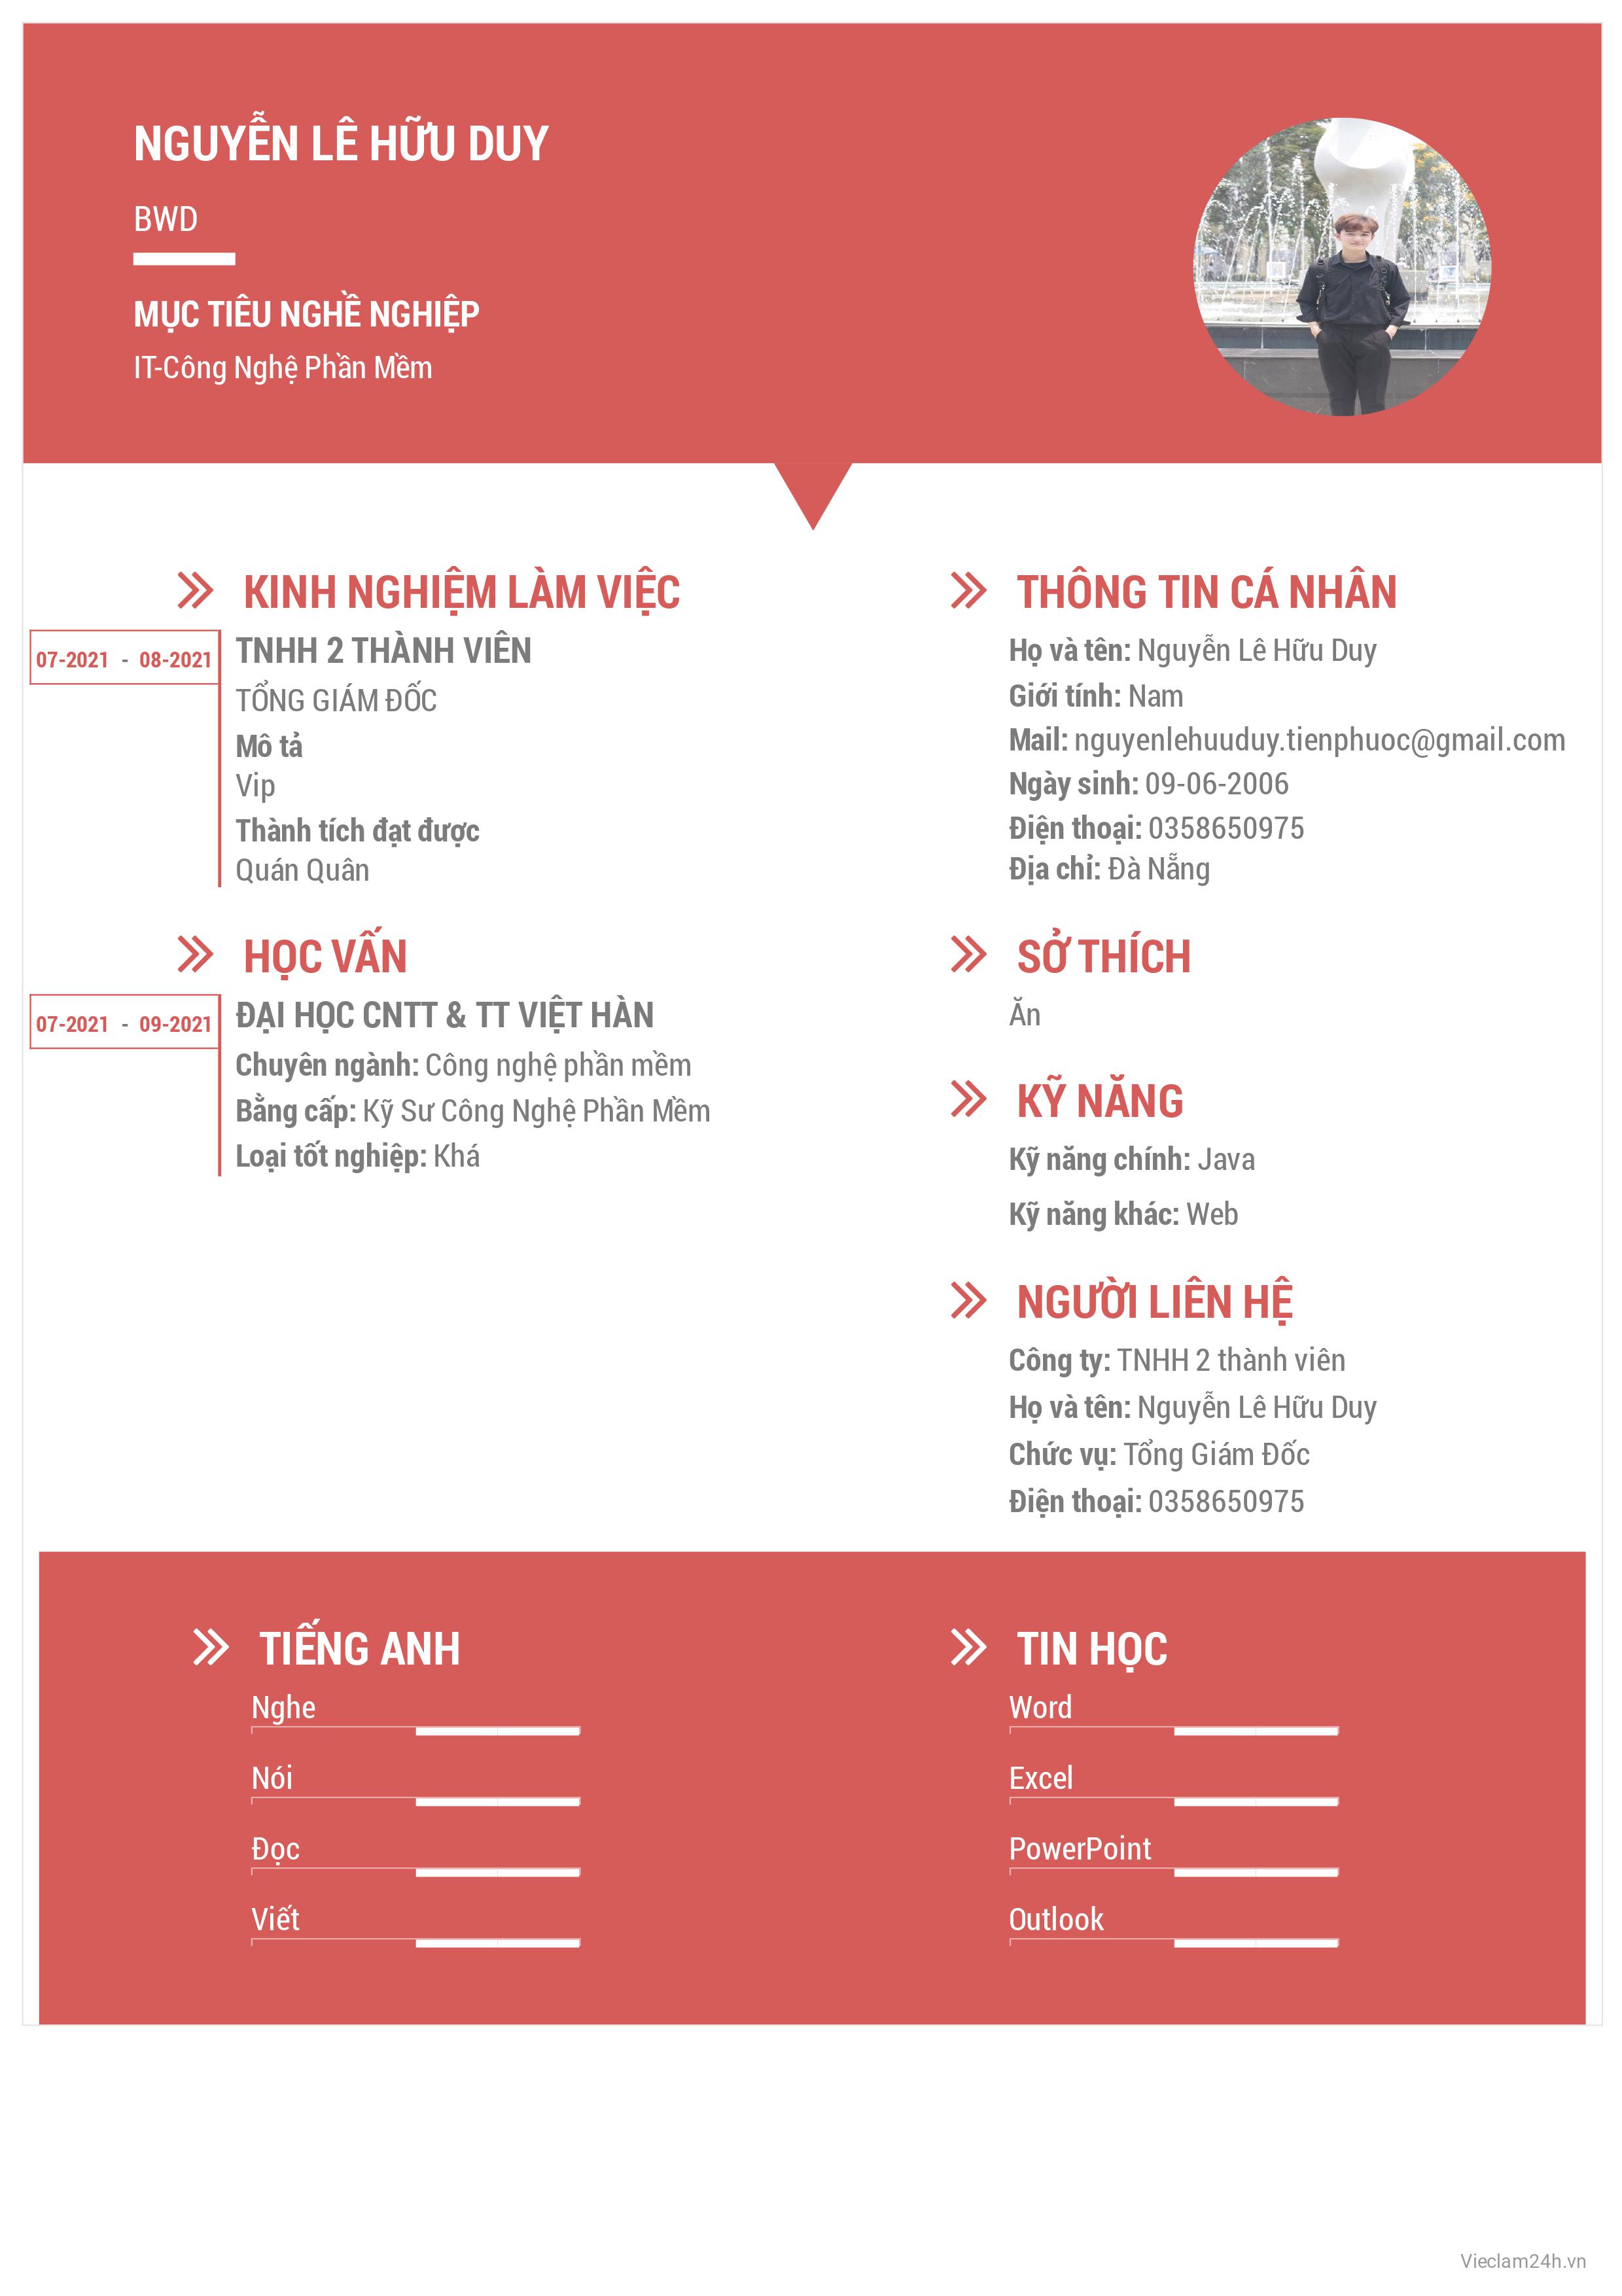 NGUYỄN LÊ HỮU DUY
BWD
MỤC TIÊU NGHỀ NGHIỆP
IT-Công Nghệ Phần Mềm
KINH NGHIỆM LÀM VIỆC
07-2021 - 08-2021
TNHH 2 THÀNH VIÊN
TỔNG GIÁM ĐỐC
Mô tả
Vip
Thành tích đạt được
Quán Quân
HỌC VẤN
07-2021 - 09-2021
ĐẠI HỌC CNTT & TT VIỆT HÀN
Chuyên ngành: Công nghệ phần mềm
Bằng cấp: Kỹ Sư Công Nghệ Phần Mềm
Loại tốt nghiệp: Khá
THÔNG TIN CÁ NHÂN
Họ và tên: Nguyễn Lê Hữu Duy
Giới tính: Nam
Mail: nguyenlehuuduy.tienphuoc@gmail.com
Ngày sinh: 09-06-2006
Điện thoại: 0358650975
Địa chỉ: Đà Nẵng
SỞ THÍCH
Ăn
KỸ NĂNG
Kỹ năng chính: Java
Kỹ năng khác: Web
NGƯỜI LIÊN HỆ
Công ty: TNHH 2 thành viên
Họ và tên: Nguyễn Lê Hữu Duy
Chức vụ: Tổng Giám Đốc
Điện thoại: 0358650975
TIẾNG ANH
Nghe
Nói
Đọc
Viết
TIN HỌC
Word
Excel
PowerPoint
Outlook
Vieclam24h.vn